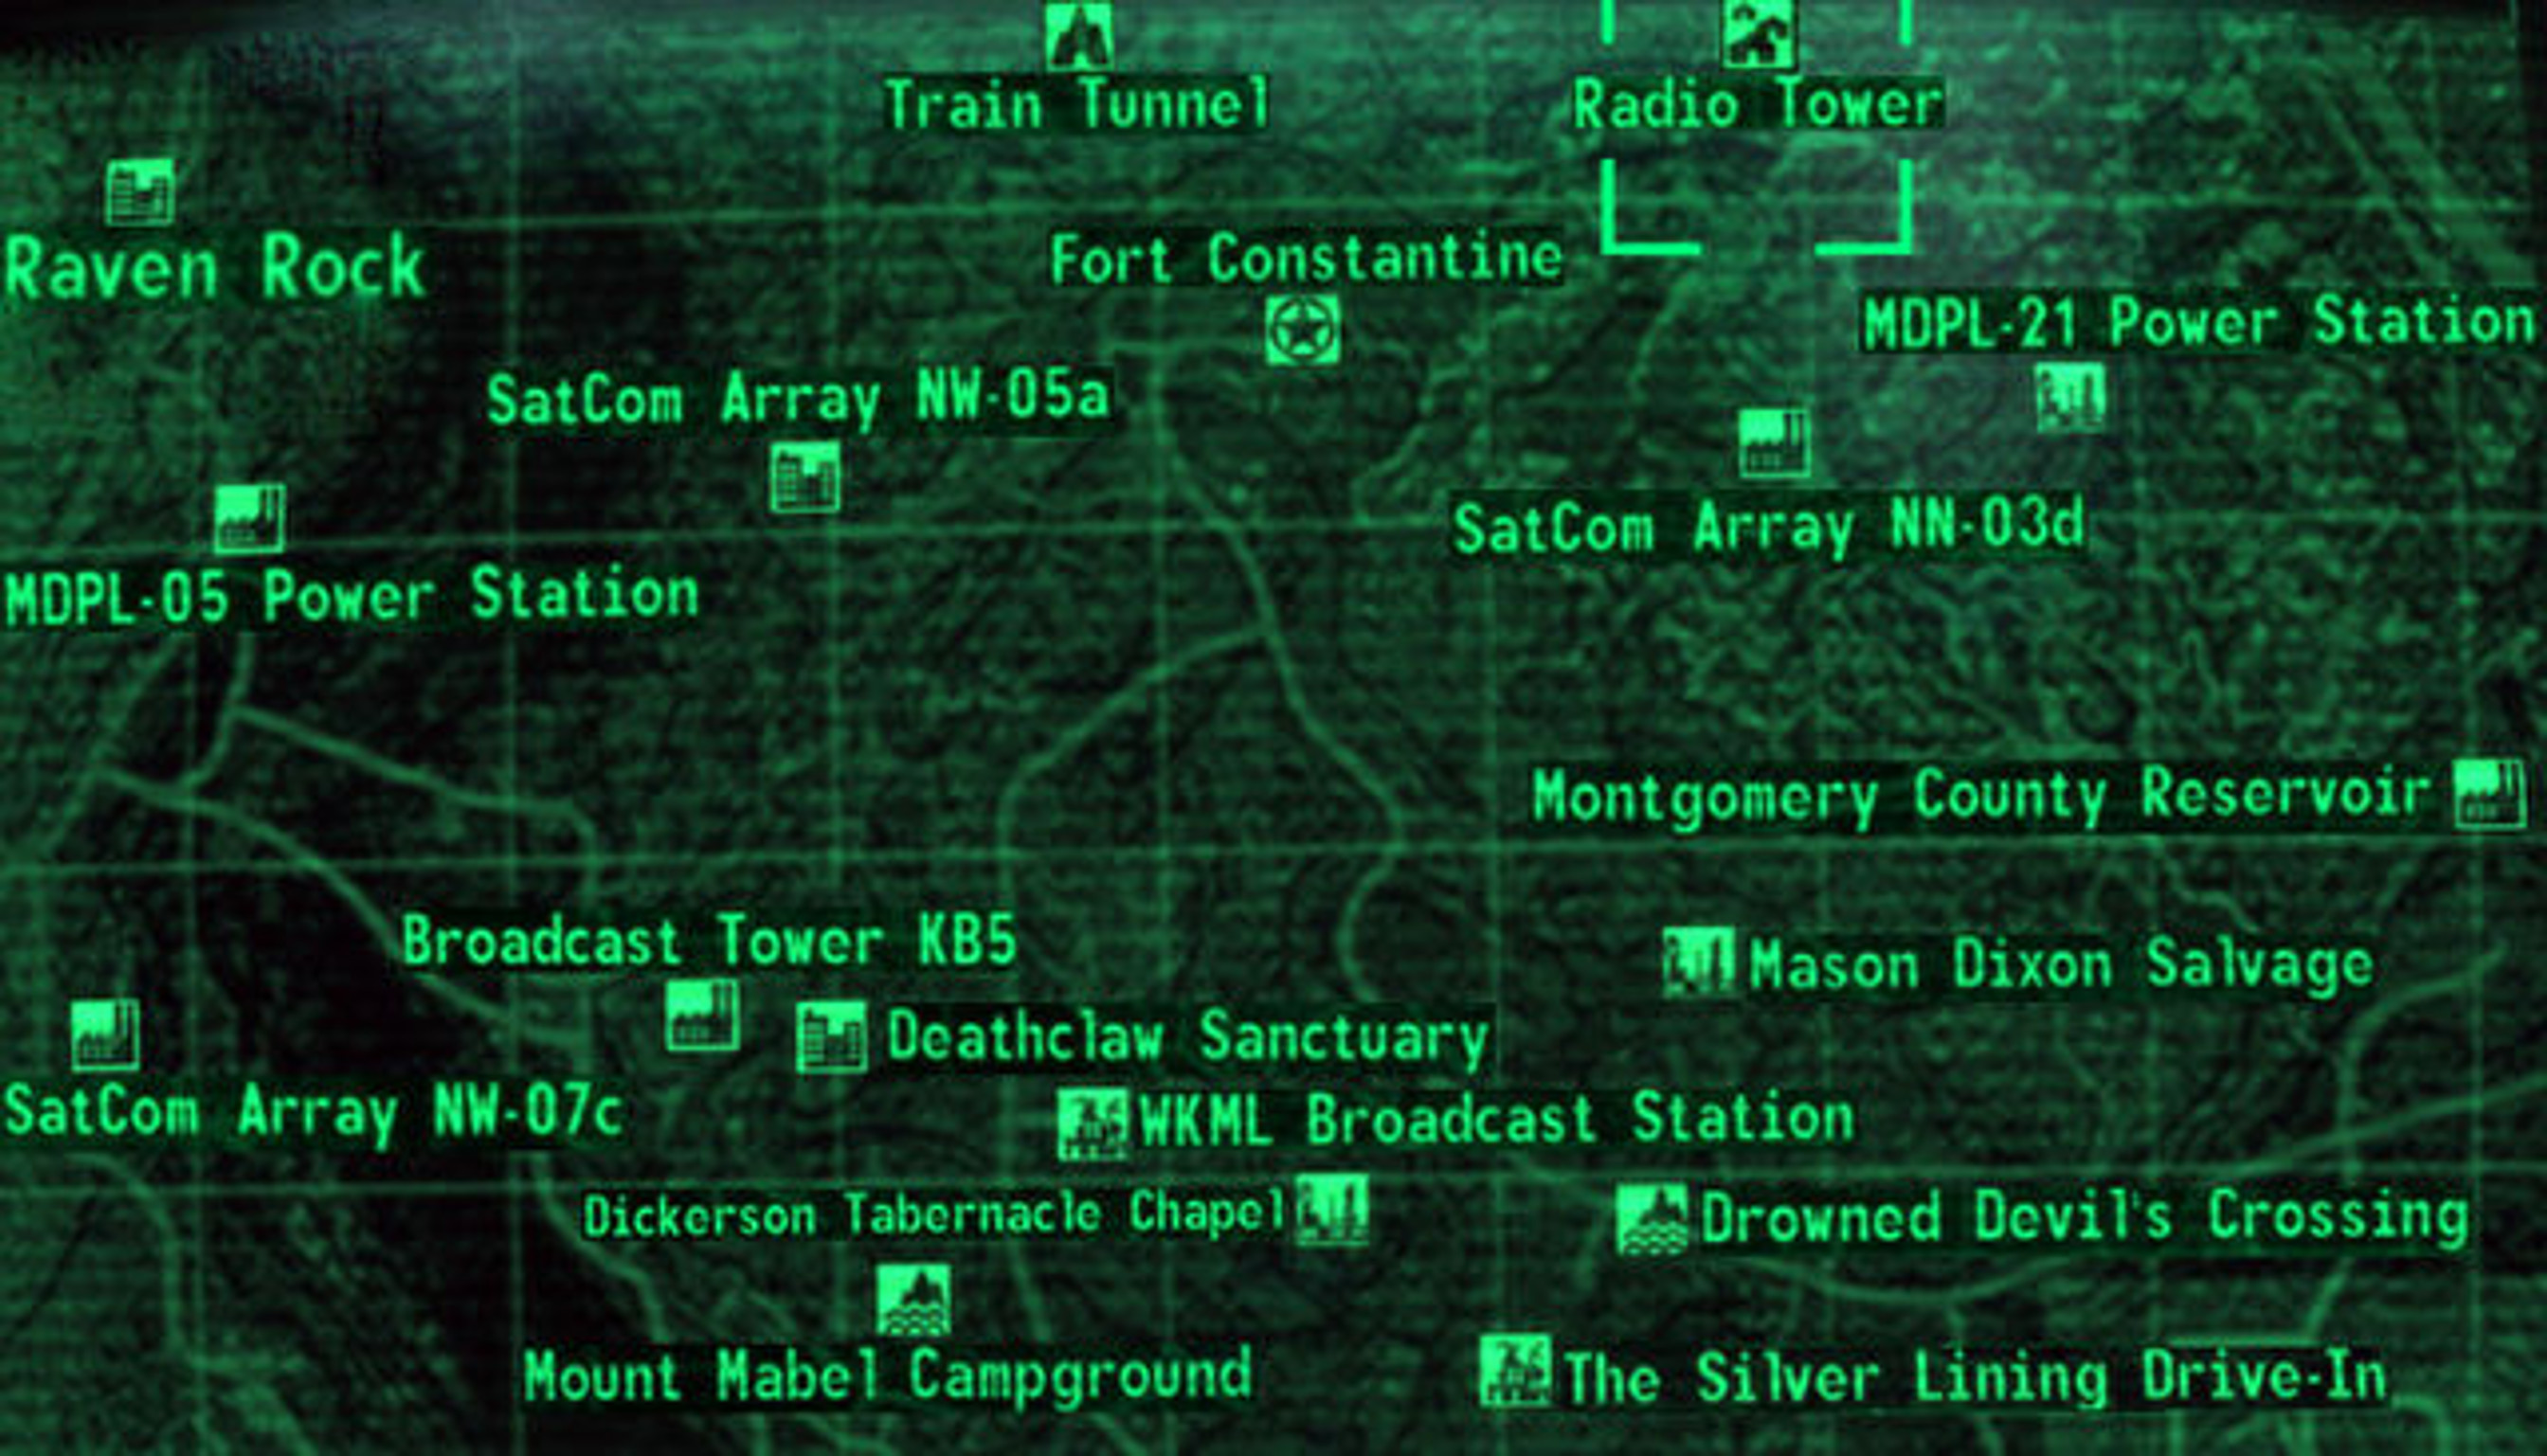 Train Tunnel
Radio Tower
Raven Rock
Fort Constantine
MDPL-21 Power Station
SatCom Array NW-05a
SatCom Array NN-03d
MDPL-05 Power Station
Montgomery County Reservoir
Broadcast Tower KB5
Mason Dixon Salvage
Deathclaw Sanctuary
SatCom Array NW-07c
WKML Broadcast Station
Dickerson Tabernacle Chapel
Drowned Devil's Crossing
Mount Mabel Campground
The Silver Lining Drive-In